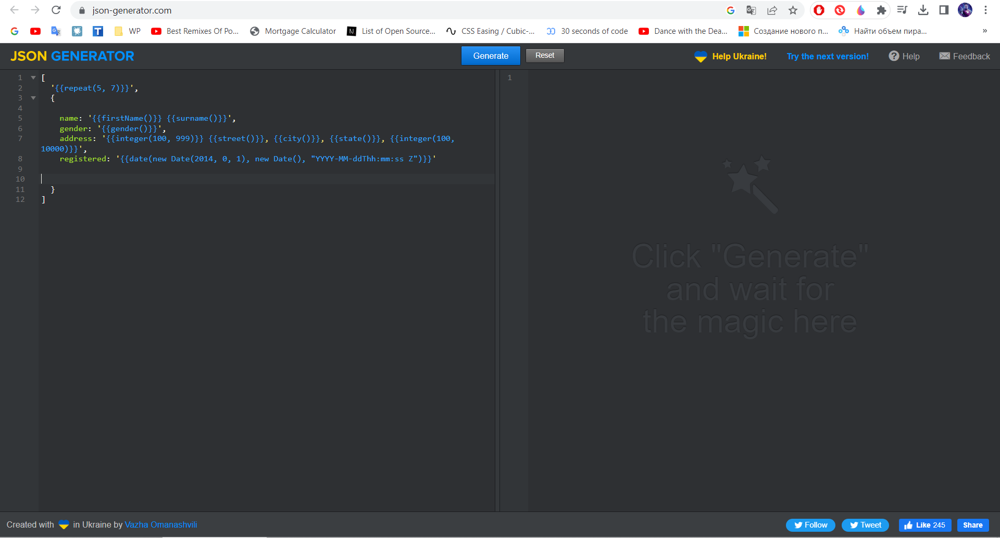 json-generator.com
WP
Best Remixes Of Po...
Mortgage Calculator
List of Open Source...
CSS Easing / Cubic-...
30 seconds of code
Dance with the Dea...
Создание нового п...
Найти объем пира...
»
JSON GENERATOR
Generate
Reset
Help Ukraine!
Try the next version!
Help
Feedback
1 [
2 '{{repeat(5, 7)}}',
3 {
4
5 name: '{{firstName()}} {{surname()}}',
6 gender: '{{gender()}}',
7 address: '{{integer(100, 999)}} {{street()}}, {{city()}}, {{state()}}, {{integer(100,
10000)}}',
8 registered: '{{date(new Date(2014, 0, 1), new Date(), "YYYY-MM-ddThh:mm:ss Z")}}'
9
10
11 }
12 ]
1
Click "Generate"
and wait for
the magic here
Created with in Ukraine by Vazha Omanashvili
Follow
Tweet
Like 245
Share